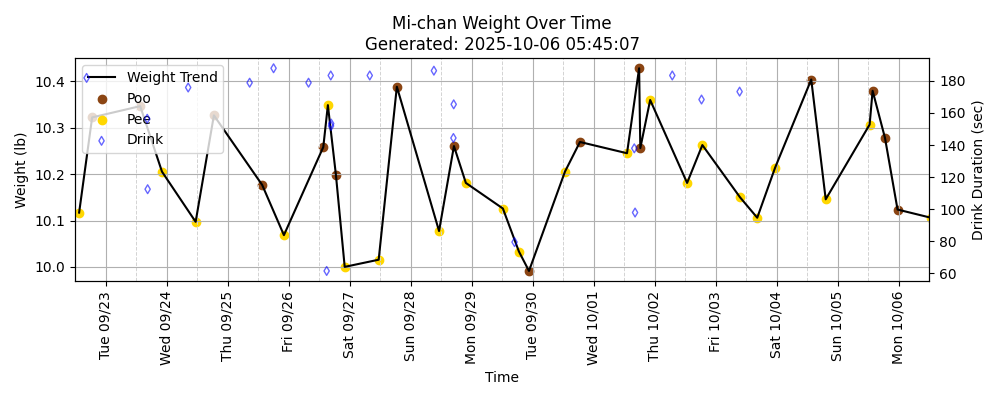 Mi-chan Weight Over Time
Generated: 2025-10-06 05:45:07
Weight (lb)
10.4
10.3
10.2
10.1
10.0
Weight Trend
Poo
Pee
Drink
180
160
140
120
100
80
60
Drink Duration (sec)
Tue 09/23
Wed 09/24
Thu 09/25
Fri 09/26
Sat 09/27
Sun 09/28
Mon 09/29
Tue 09/30
Wed 10/01
Thu 10/02
Fri 10/03
Sat 10/04
Sun 10/05
Mon 10/06
Time